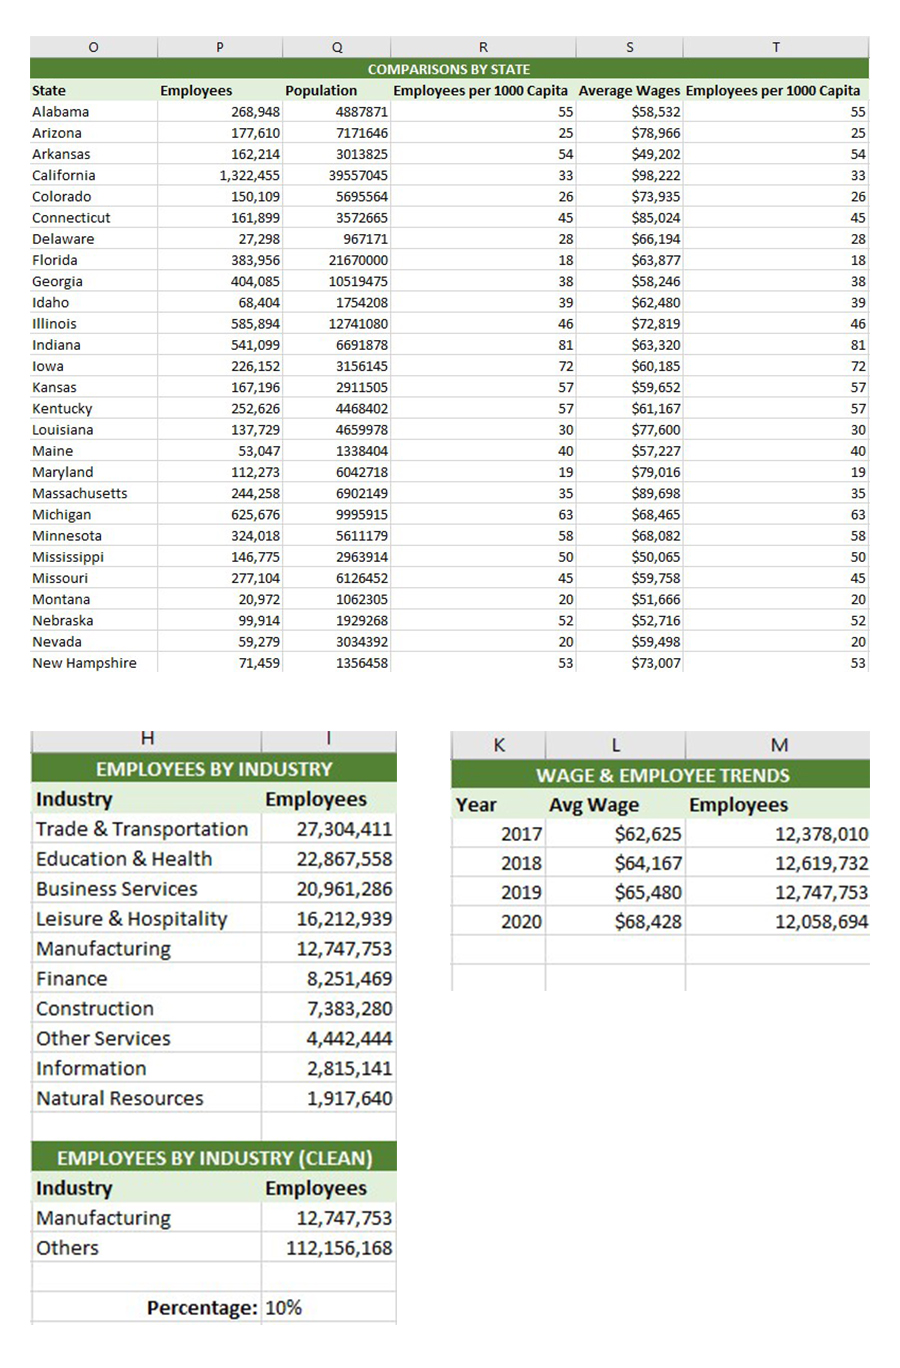 O P Q R S T
COMPARISONS BY STATE
State Employees Population Employees per 1000 Capita Average Wages Employees per 1000 Capita
Alabama 268,948 4887871 55 $58,532 55
Arizona 177,610 7171646 25 $78,966 25
Arkansas 162,214 3013825 54 $49,202 54
California 1,322,455 39557045 33 $98,222 33
Colorado 150,109 5695564 26 $73,935 26
Connecticut 161,899 3572665 45 $85,024 45
Delaware 27,298 967171 28 $66,194 28
Florida 383,956 21670000 18 $63,877 18
Georgia 404,085 10519475 38 $58,246 38
Idaho 68,404 1754208 39 $62,480 39
Illinois 585,894 12741080 46 $72,819 46
Indiana 541,099 6691878 81 $63,320 81
Iowa 226,152 3156145 72 $60,185 72
Kansas 167,196 2911505 57 $59,652 57
Kentucky 252,626 4468402 57 $61,167 57
Louisiana 137,729 4659978 30 $77,600 30
Maine 53,047 1338404 40 $57,227 40
Maryland 112,273 6042718 19 $79,016 19
Massachusetts 244,258 6902149 35 $89,698 35
Michigan 625,676 9995915 63 $68,465 63
Minnesota 324,018 5611179 58 $68,082 58
Mississippi 146,775 2963914 50 $50,065 50
Missouri 277,104 6126452 45 $59,758 45
Montana 20,972 1062305 20 $51,666 20
Nebraska 99,914 1929268 52 $52,716 52
Nevada 59,279 3034392 20 $59,498 20
New Hampshire 71,459 1356458 53 $73,007 53
H I
EMPLOYEES BY INDUSTRY
Industry Employees
Trade & Transportation 27,304,411
Education & Health 22,867,558
Business Services 20,961,286
Leisure & Hospitality 16,212,939
Manufacturing 12,747,753
Finance 8,251,469
Construction 7,383,280
Other Services 4,442,444
Information 2,815,141
Natural Resources 1,917,640
EMPLOYEES BY INDUSTRY (CLEAN)
Industry Employees
Manufacturing 12,747,753
Others 112,156,168
Percentage: 10%
K L M
WAGE & EMPLOYEE TRENDS
Year Avg Wage Employees
2017 $62,625 12,378,010
2018 $64,167 12,619,732
2019 $65,480 12,747,753
2020 $68,428 12,058,694